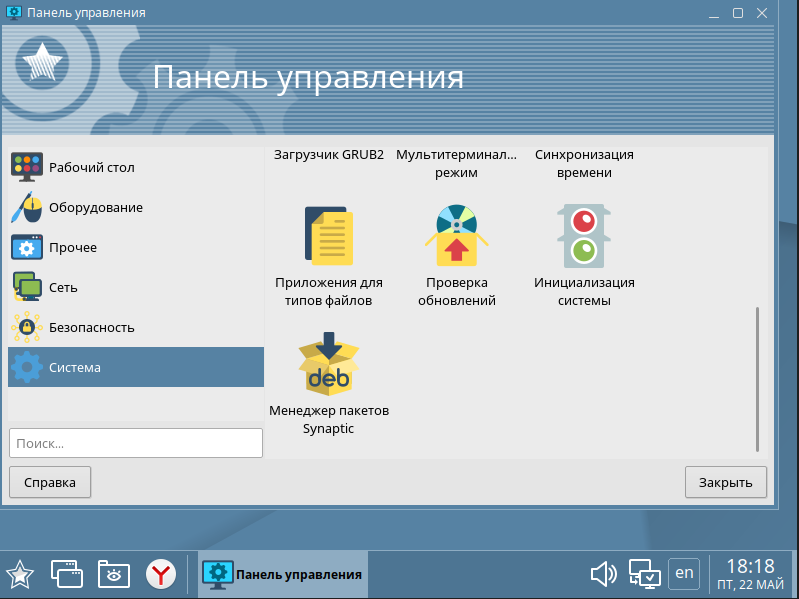 Панель управления
Панель управления
Рабочий стол
Оборудование
Прочее
Сеть
Безопасность
Система
Поиск...
Справка
Загрузчик GRUB2
Мультитерминал...
режим
Синхронизация
времени
Приложения для
типов файлов
Проверка
обновлений
Инициализация
системы
deb
Менеджер пакетов
Synaptic
Закрыть
Панель управления
en
18:18
ПТ, 22 МАЙ